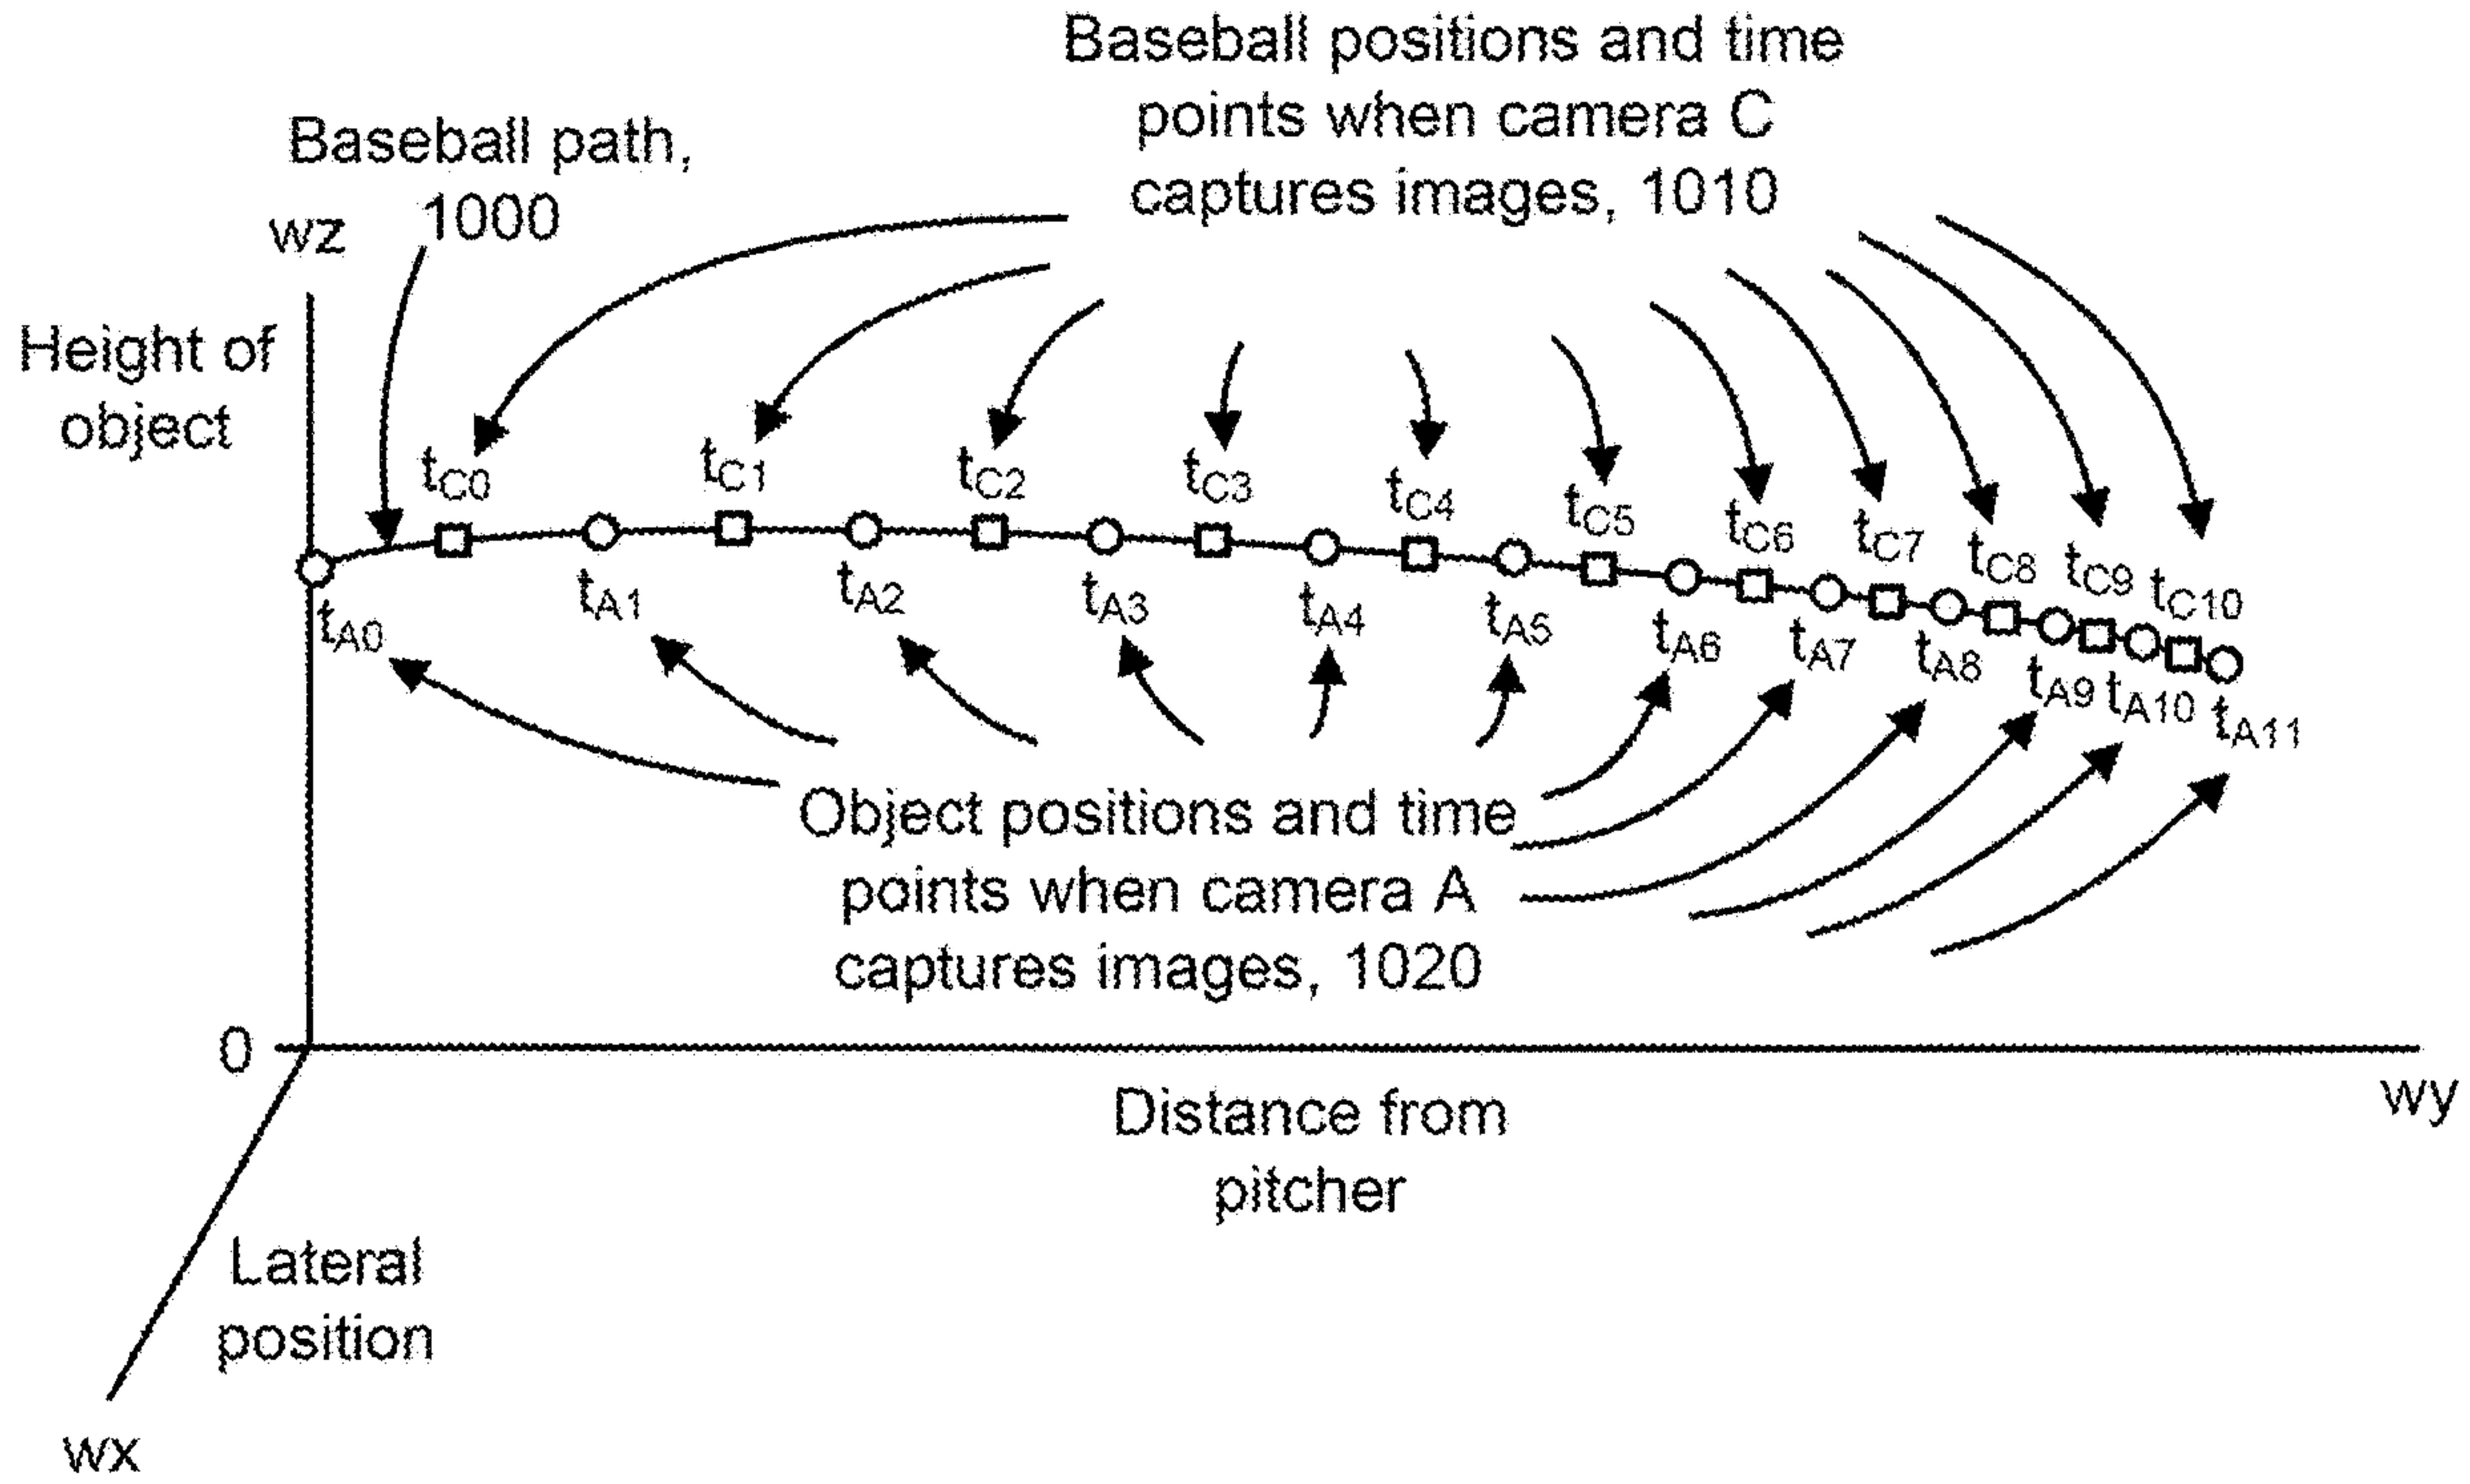 Baseball positions and time
points when camera C
captures images, 1010
Baseball path,
1000
wz
Height of
object
tC0
tC1
tC2
tC3
tC4
tC5
tC6
tC7
tC8
tC9
tC10
tA0
tA1
tA2
tA3
tA4
tA5
tA6
tA7
tA8
tA9
tA10
tA11
Object positions and time
points when camera A
captures images, 1020
0
wy
Distance from
pitcher
Lateral
position
wx